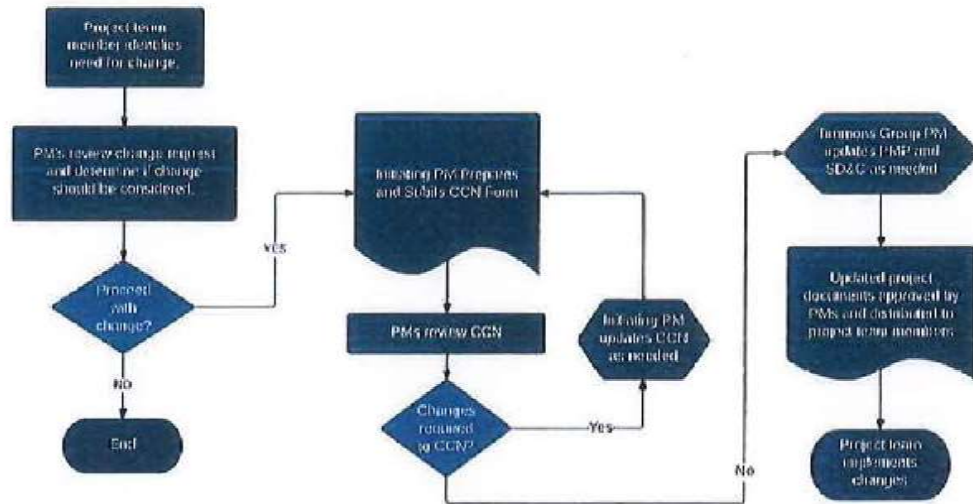 Project team
member identifies
need for change.
PM's review change request
and determine if change
should be considered.
Proceed
with
change?
Yes
No
End
Initiating PM Prepares
and Submits CCN Form
PMs review CCN
Changes
required
to CCN?
Yes
Initiating PM
updates CCN
as needed
No
Timmons Group PM
updates PMP and
SD&C as needed
Updated project
documents approved by
PMs and distributed to
project team members
Project team
implements
changes